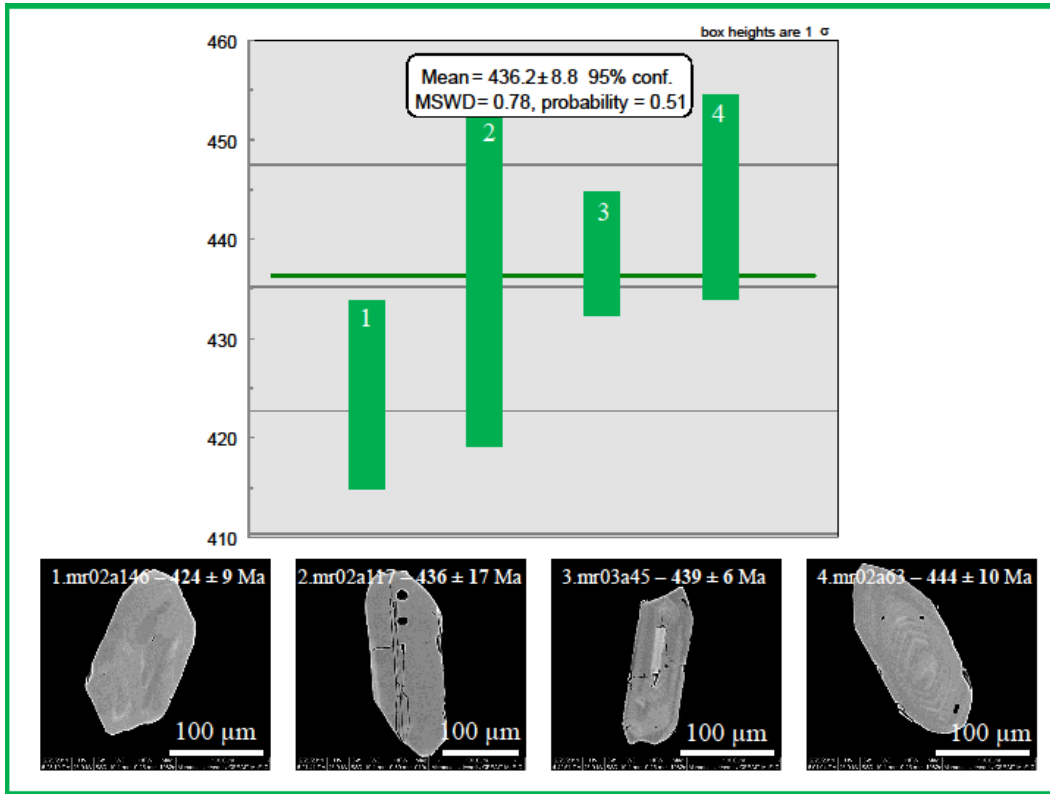 box heights are 1 σ
460
Mean = 436.2±8.8 95% conf.
MSWD= 0.78, probability = 0.51
450
440
430
420
410
1
2
3
4
1.mr02a146 – 424 ± 9 Ma
100 µm
2.mr02a117 – 436 ± 17 Ma
100 µm
3.mr03a45 – 439 ± 6 Ma
100 µm
4.mr02a63 – 444 ± 10 Ma
100 µm